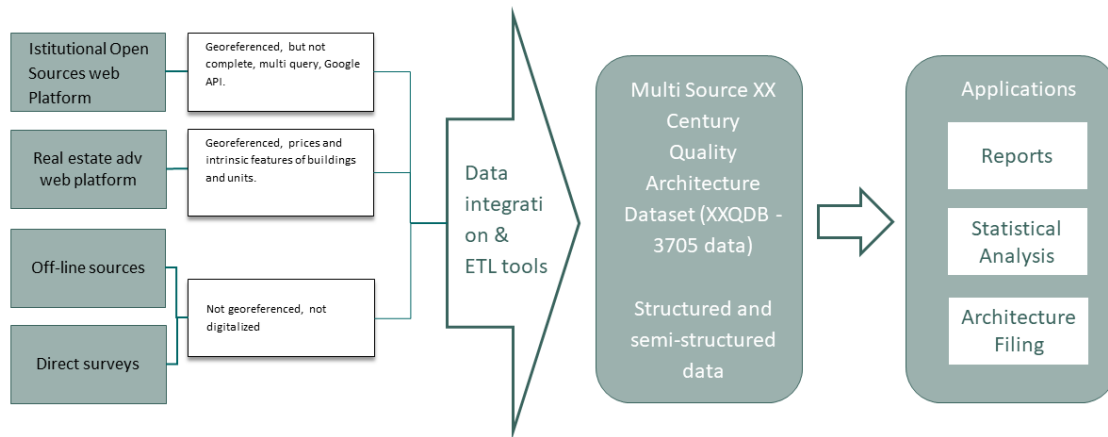 Istitutional Open
Sources web
Platform
Georeferenced, but not
complete, multi query, Google
API.
Real estate adv
web platform
Georeferenced, prices and
intrinsic features of buildings
and units.
Off-line sources
Direct surveys
Not georeferenced, not
digitalized
Data
integrati
on &
ETL tools
Multi Source XX
Century
Quality
Architecture
Dataset (XXQDB -
3705 data)
Structured and
semi-structured
data
Applications
Reports
Statistical
Analysis
Architecture
Filing